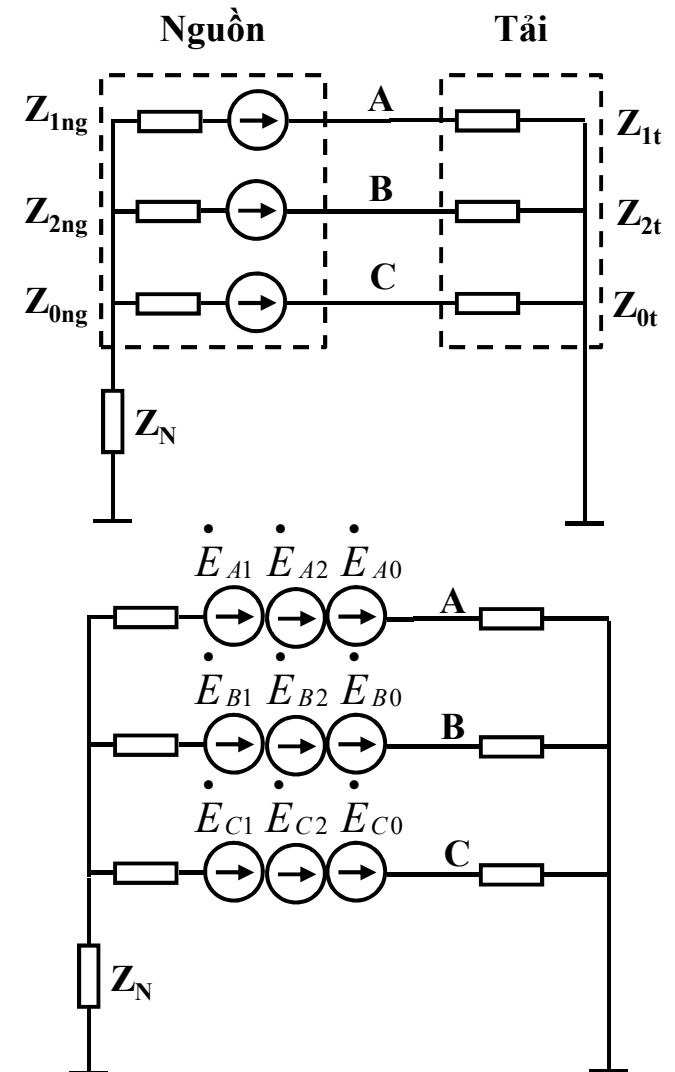 Nguồn Tải
A
Z1ng Z1t
B
Z2ng Z2t
C
Z0ng Z0t
ZN
ĖA1 ĖA2 ĖA0
A
ĖB1 ĖB2 ĖB0
B
ĖC1 ĖC2 ĖC0
C
ZN